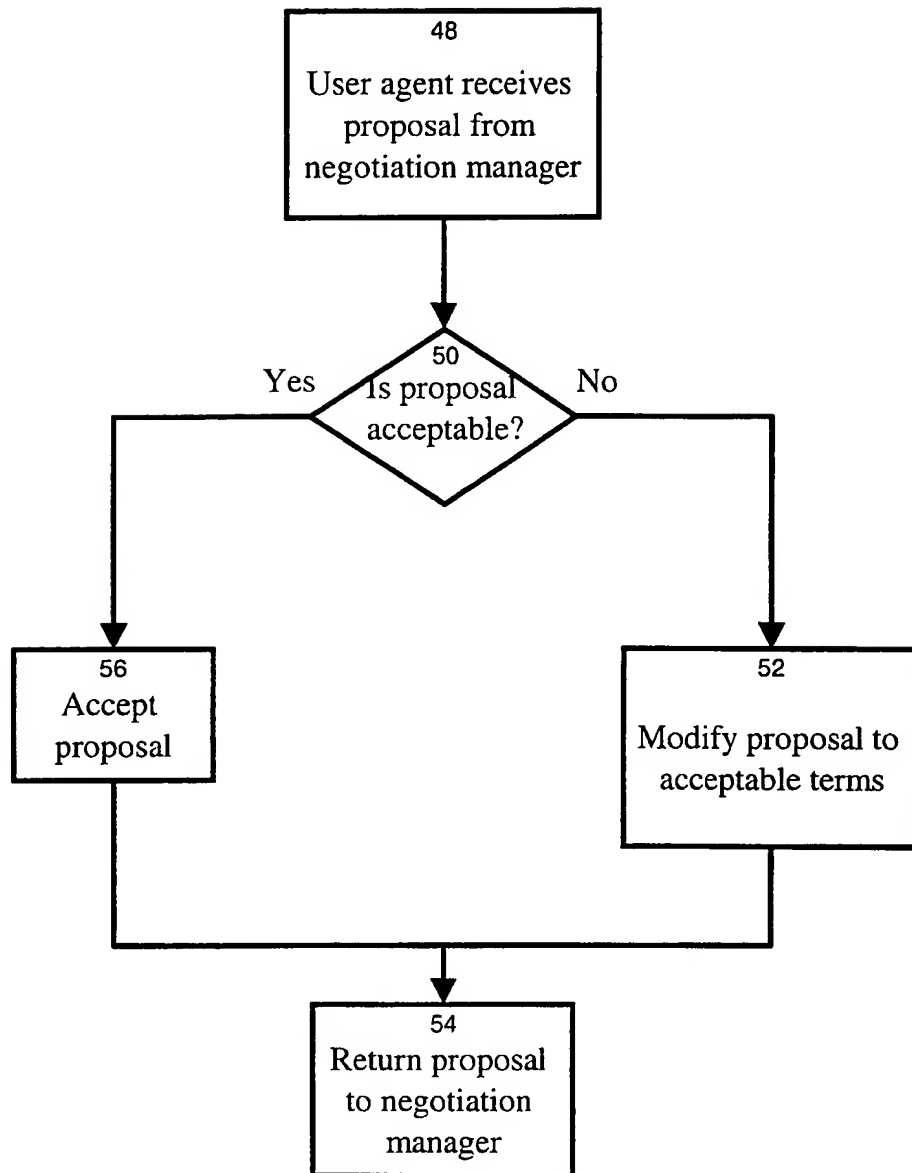 48
User agent receives
proposal from
negotiation manager
50
Yes
No
Is proposal
acceptable?
56
Accept
proposal
52
Modify proposal to
acceptable terms
54
Return proposal
to negotiation
manager